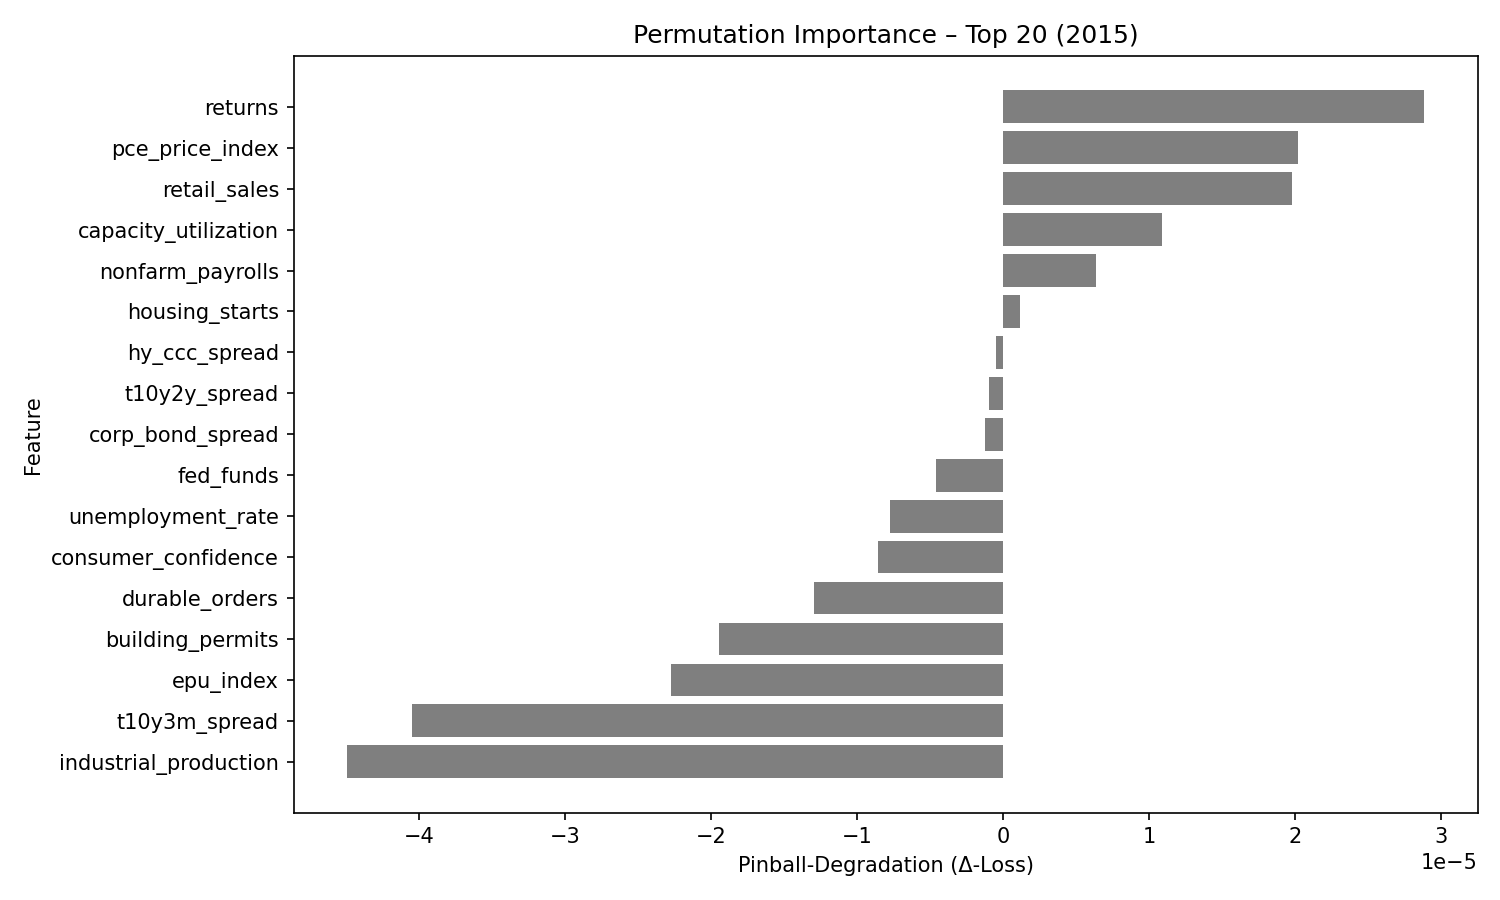 Permutation Importance – Top 20 (2015)
Feature
returns
pce_price_index
retail_sales
capacity_utilization
nonfarm_payrolls
housing_starts
hy_ccc_spread
t10y2y_spread
corp_bond_spread
fed_funds
unemployment_rate
consumer_confidence
durable_orders
building_permits
epu_index
t10y3m_spread
industrial_production
−4 −3 −2 −1 0 1 2 3
1e−5
Pinball-Degradation (Δ-Loss)